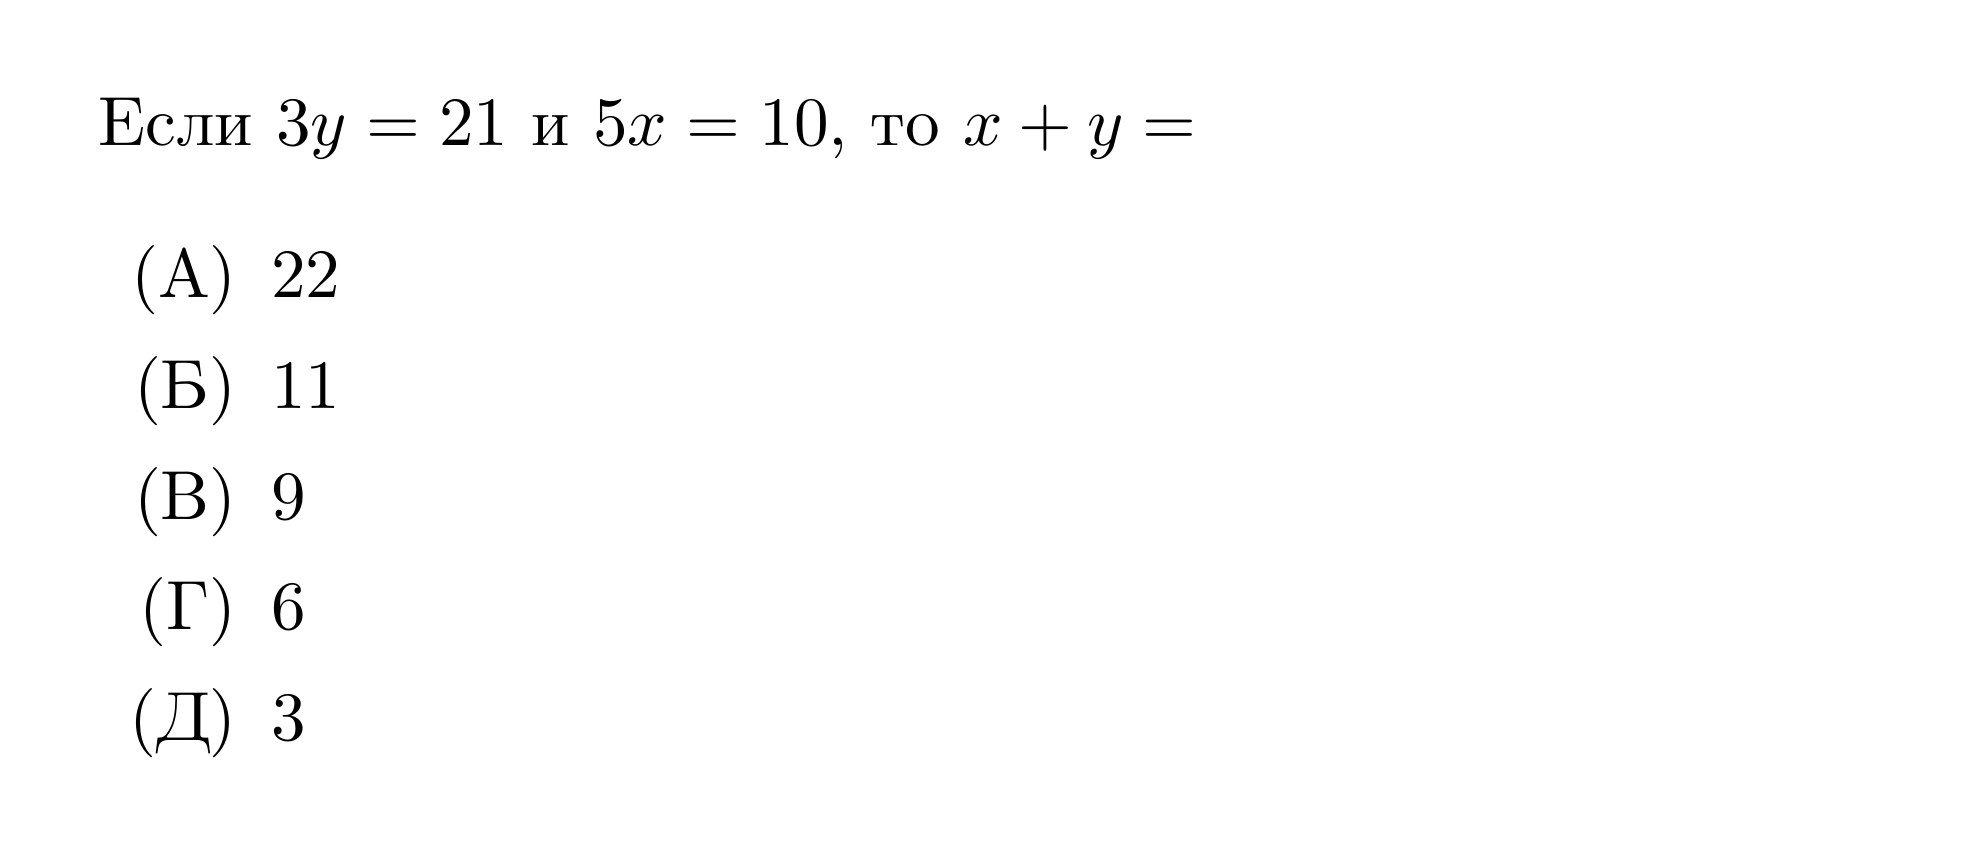 Если 3y = 21 и 5x = 10, то x + y =
(А) 22
(Б) 11
(В) 9
(Г) 6
(Д) 3